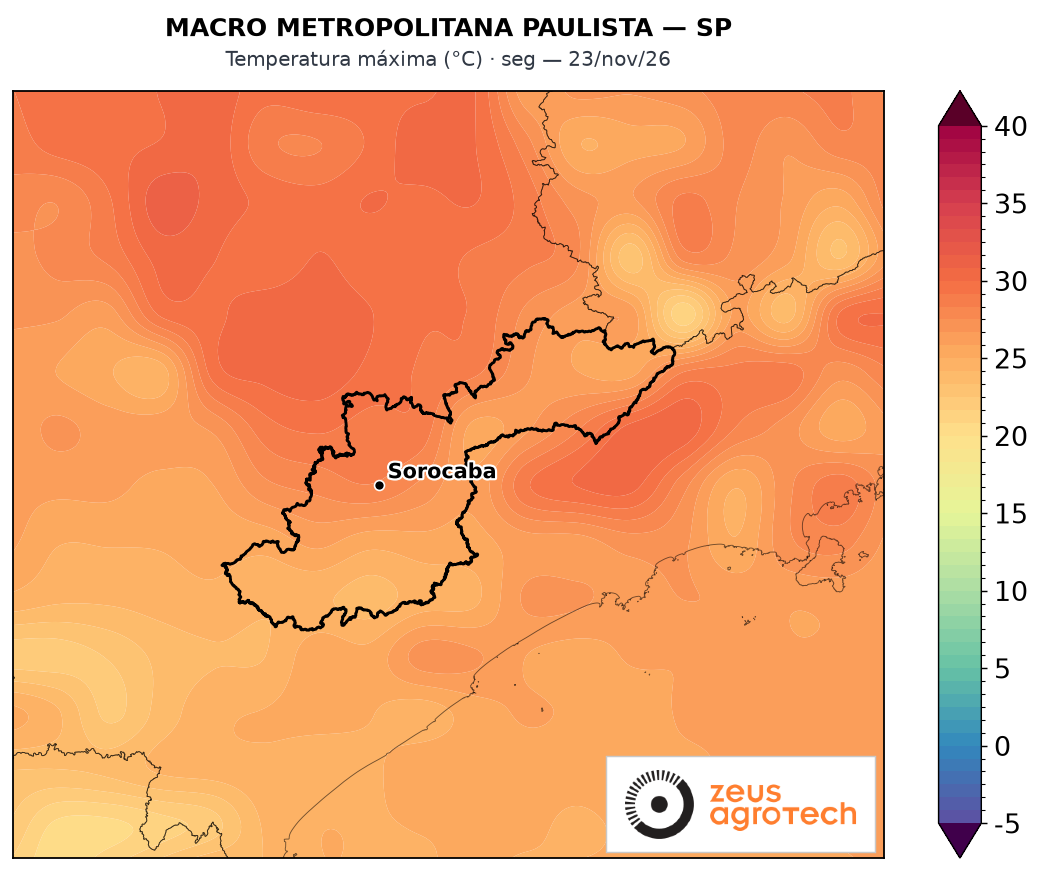 MACRO METROPOLITANA PAULISTA — SP
Temperatura máxima (°C) · seg — 23/nov/26
40
35
30
25
20
15
10
5
0
-5
Sorocaba
zeus
agrotech